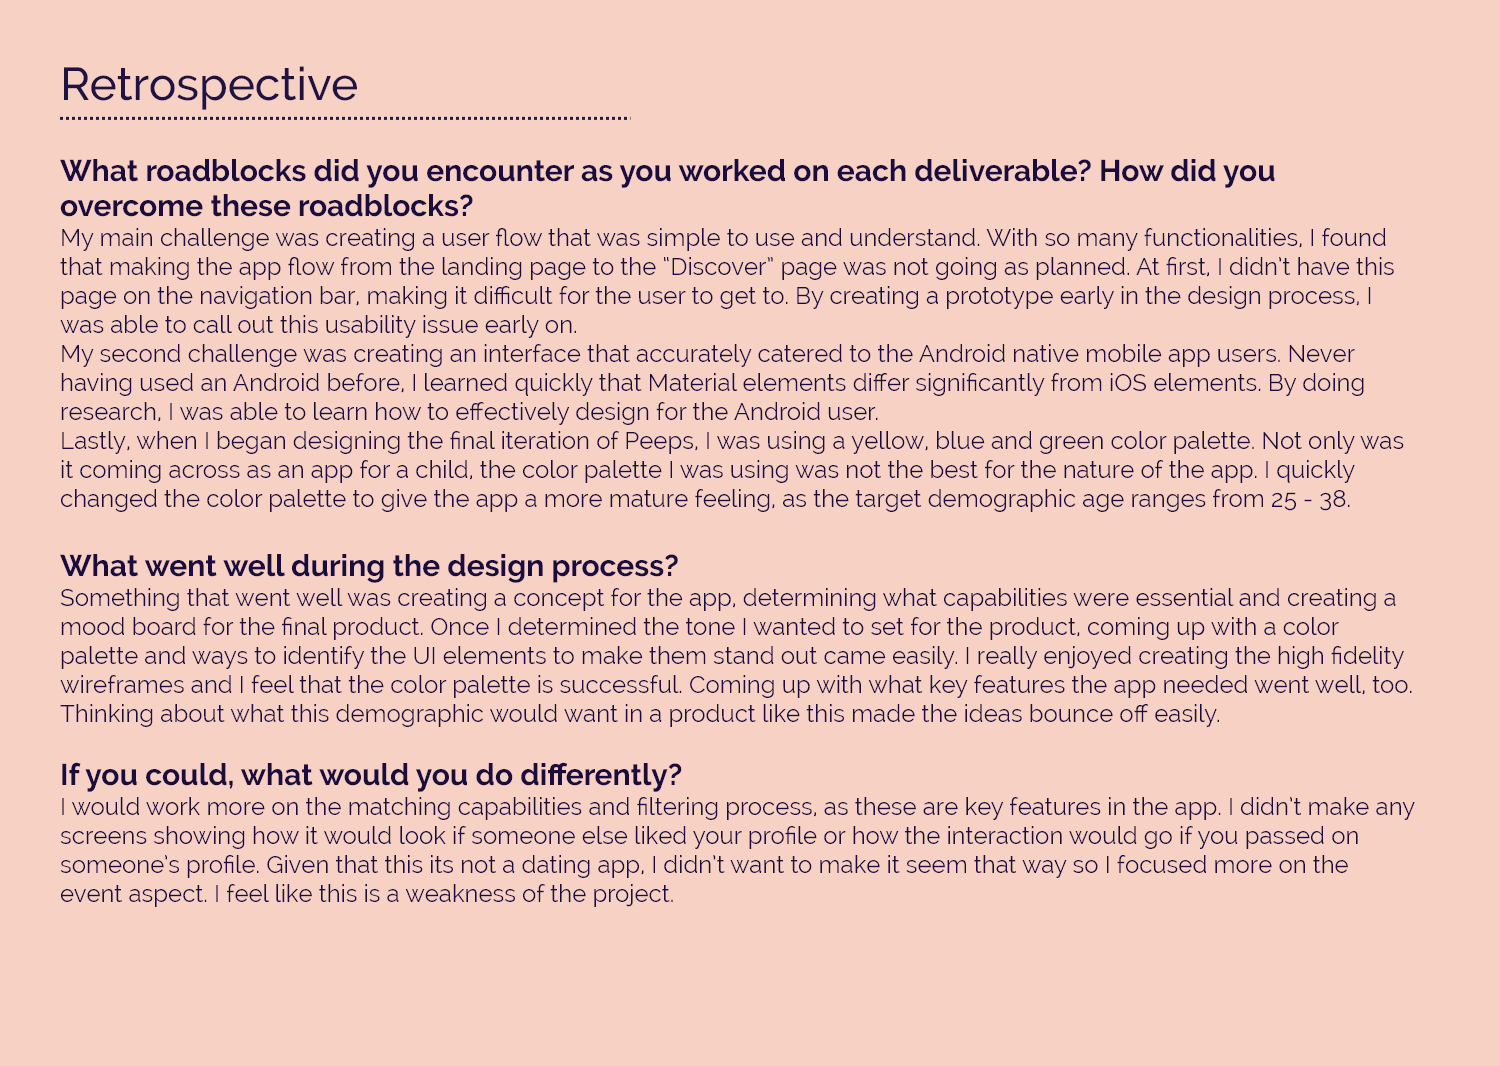 Retrospective
What roadblocks did you encounter as you worked on each deliverable? How did you
overcome these roadblocks?
My main challenge was creating a user flow that was simple to use and understand. With so many functionalities, I found
that making the app flow from the landing page to the “Discover” page was not going as planned. At first, I didn’t have this
page on the navigation bar, making it difficult for the user to get to. By creating a prototype early in the design process, I
was able to call out this usability issue early on.
My second challenge was creating an interface that accurately catered to the Android native mobile app users. Never
having used an Android before, I learned quickly that Material elements differ significantly from iOS elements. By doing
research, I was able to learn how to effectively design for the Android user.
Lastly, when I began designing the final iteration of Peeps, I was using a yellow, blue and green color palette. Not only was
it coming across as an app for a child, the color palette I was using was not the best for the nature of the app. I quickly
changed the color palette to give the app a more mature feeling, as the target demographic age ranges from 25 - 38.
What went well during the design process?
Something that went well was creating a concept for the app, determining what capabilities were essential and creating a
mood board for the final product. Once I determined the tone I wanted to set for the product, coming up with a color
palette and ways to identify the UI elements to make them stand out came easily. I really enjoyed creating the high fidelity
wireframes and I feel that the color palette is successful. Coming up with what key features the app needed went well, too.
Thinking about what this demographic would want in a product like this made the ideas bounce off easily.
If you could, what would you do differently?
I would work more on the matching capabilities and filtering process, as these are key features in the app. I didn’t make any
screens showing how it would look if someone else liked your profile or how the interaction would go if you passed on
someone’s profile. Given that this its not a dating app, I didn’t want to make it seem that way so I focused more on the
event aspect. I feel like this is a weakness of the project.